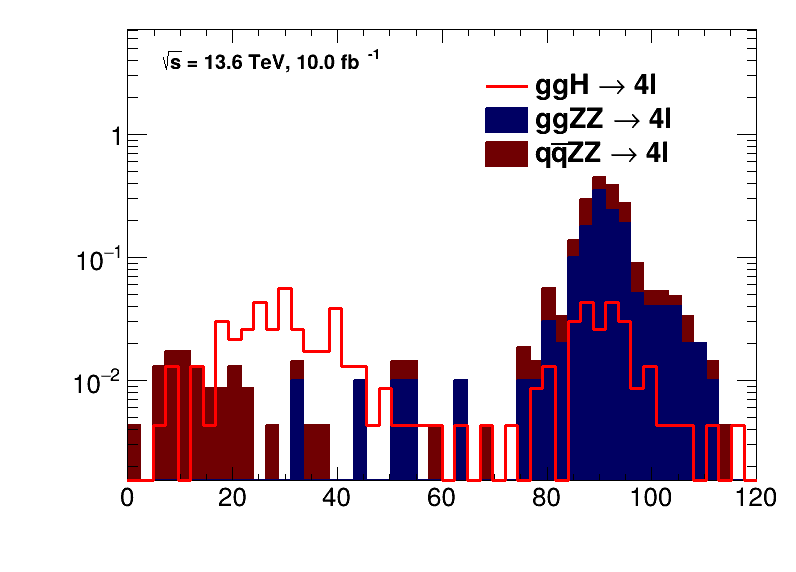 √s = 13.6 TeV, 10.0 fb⁻¹
ggH → 4l
ggZZ → 4l
qq̅ZZ → 4l
1
10⁻¹
10⁻²
0 20 40 60 80 100 120